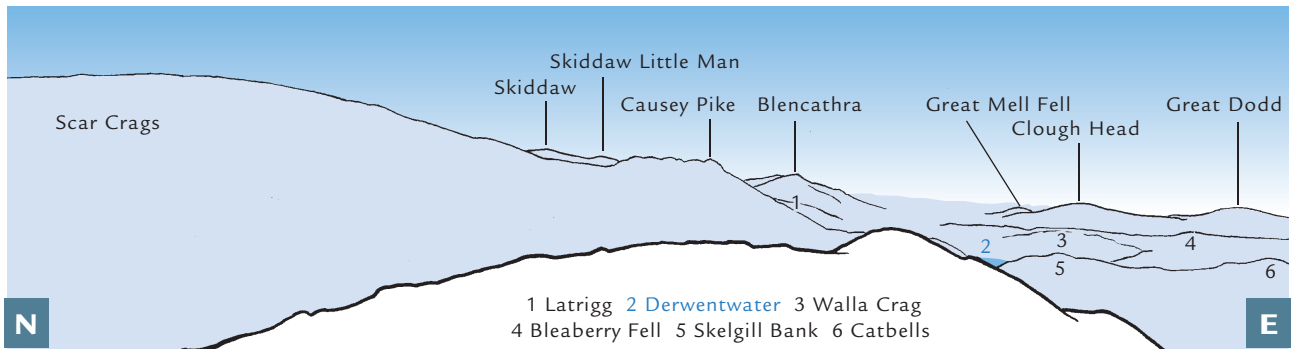 Skiddaw Little Man
Skiddaw
Causey Pike
Blencathra
Great Mell Fell
Great Dodd
Scar Crags
Clough Head
1
2
3
4
5
6
1 Latrigg 2 Derwentwater 3 Walla Crag
4 Bleaberry Fell 5 Skelgill Bank 6 Catbells
N
E